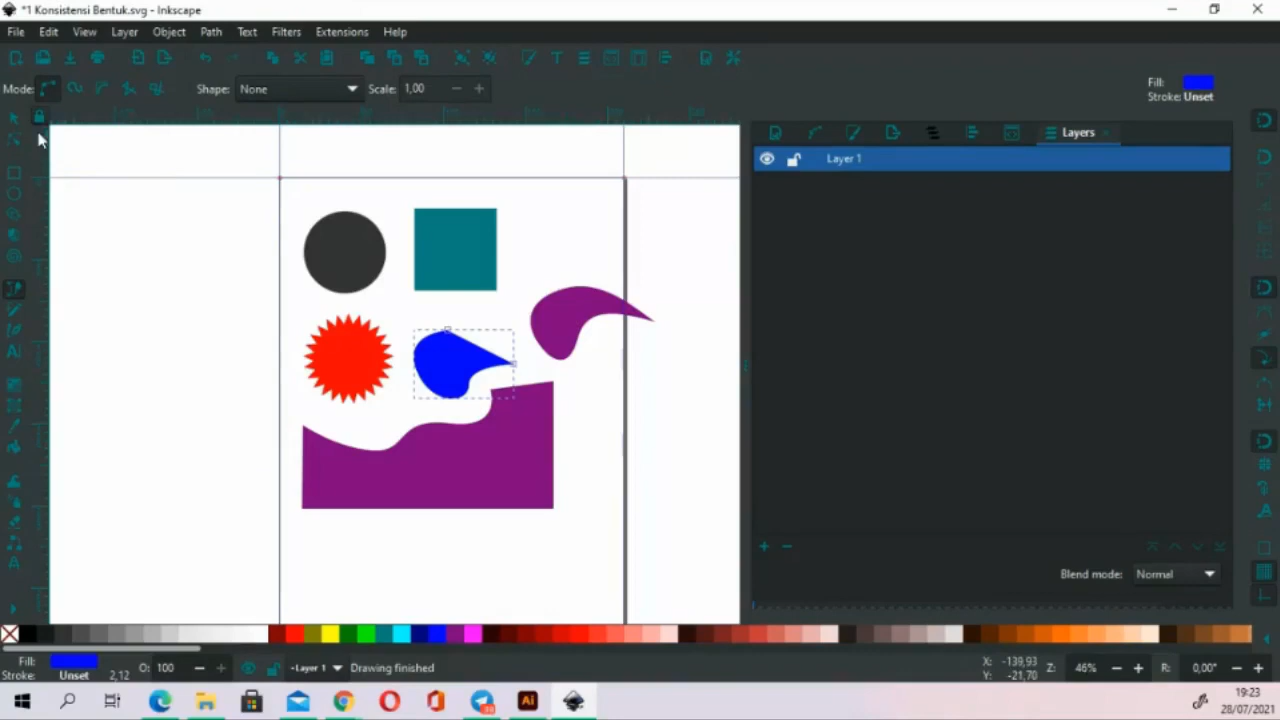 *1 Konsistensi Bentuk.svg - Inkscape
File Edit View Layer Object Path Text Filters Extensions Help
Mode: Shape: None Scale: 1,00
Fill:
Stroke: Unset
Layers
Layer 1
Blend mode: Normal
Fill:
Stroke: Unset 2,12 O: 100 Layer 1 Drawing finished
X: -139,93
Y: -21,70
Z: 46% R: 0,00°
Ai
19:23
28/07/2021